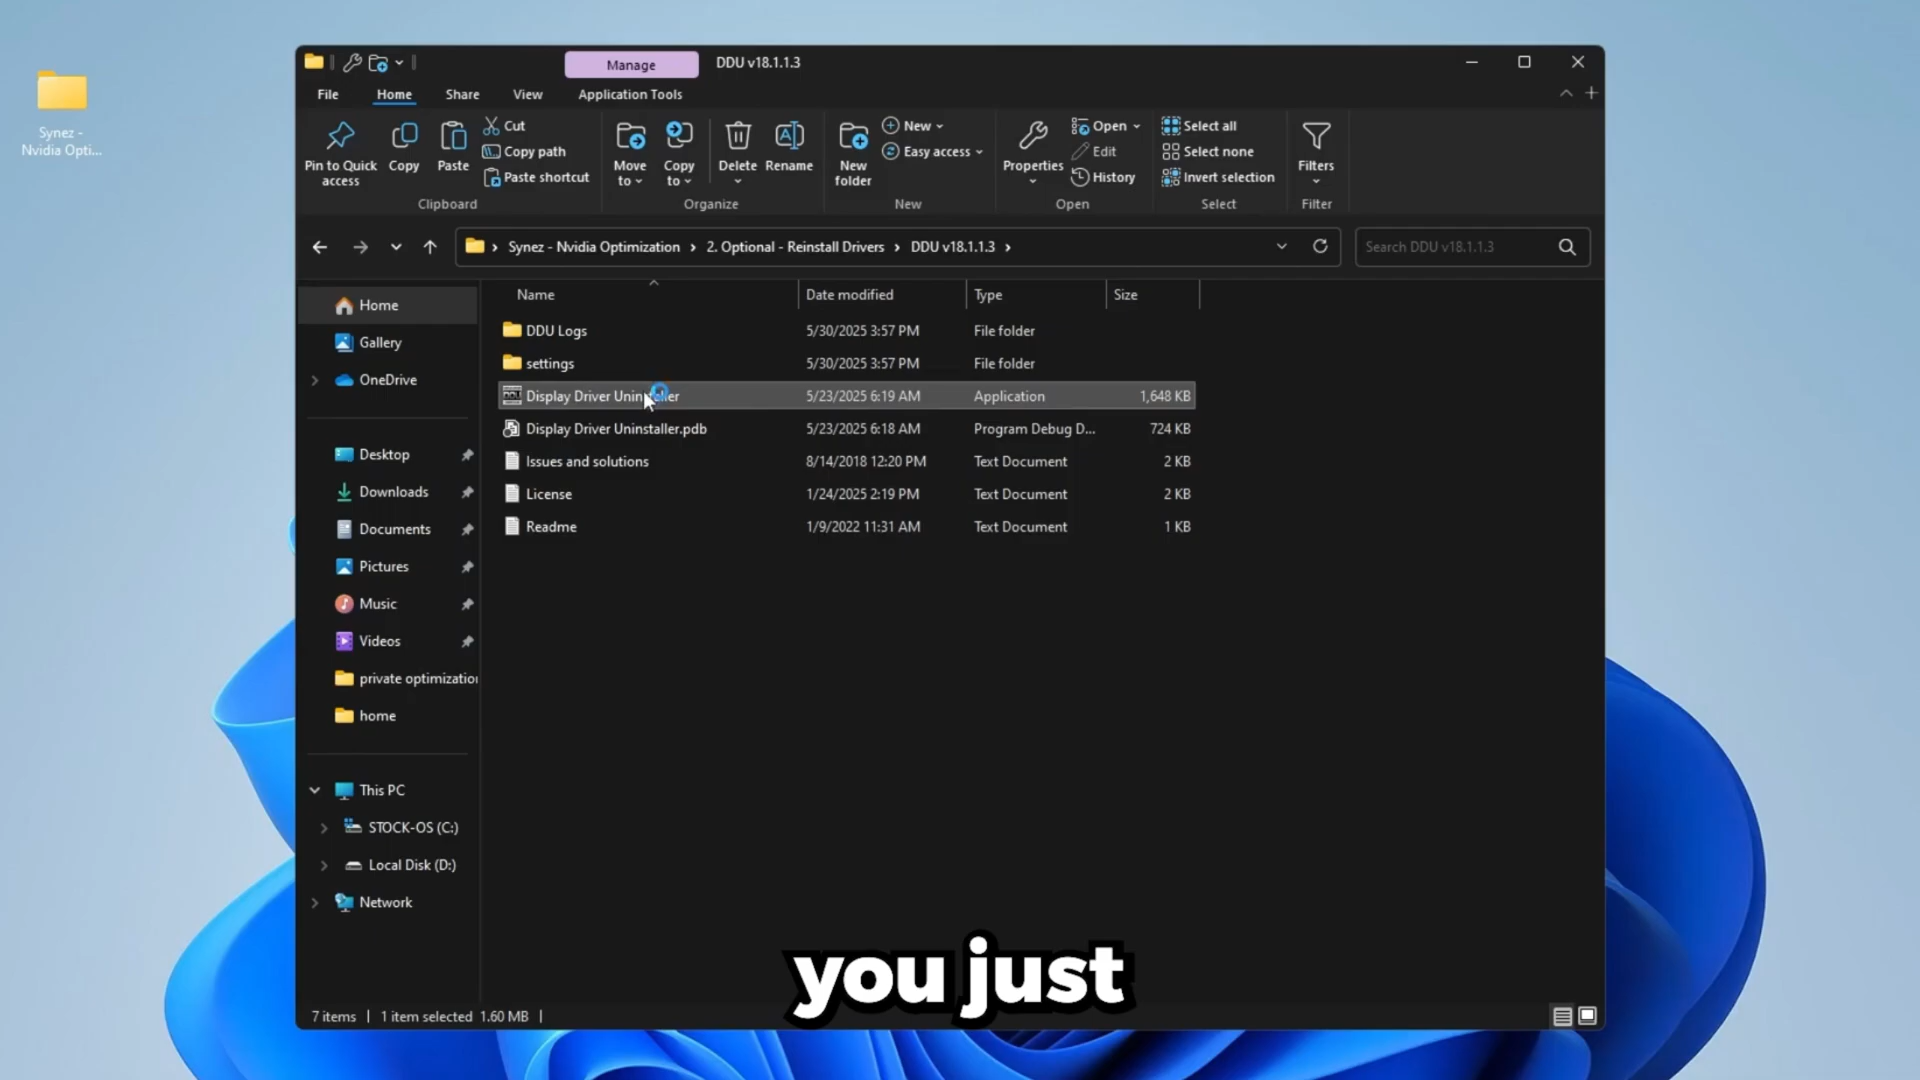 Synez -
Nvidia Opti...
Manage
DDU v18.1.1.3
File
Home
Share
View
Application Tools
Pin to Quick
access
Copy
Paste
Cut
Copy path
Paste shortcut
Clipboard
Move
to
Copy
to
Delete
Rename
Organize
New
folder
New
Easy access
New
Properties
Open
Edit
History
Open
Select all
Select none
Invert selection
Select
Filters
Filter
Synez - Nvidia Optimization > 2. Optional - Reinstall Drivers > DDU v18.1.1.3 >
Search DDU v18.1.1.3
Home
Gallery
OneDrive
Desktop
Downloads
Documents
Pictures
Music
Videos
private optimization
home
This PC
STOCK-OS (C:)
Local Disk (D:)
Network
Name Date modified Type Size
DDU Logs 5/30/2025 3:57 PM File folder
settings 5/30/2025 3:57 PM File folder
Display Driver Uninstaller 5/23/2025 6:19 AM Application 1,648 KB
Display Driver Uninstaller.pdb 5/23/2025 6:18 AM Program Debug D... 724 KB
Issues and solutions 8/14/2018 12:20 PM Text Document 2 KB
License 1/24/2025 2:19 PM Text Document 2 KB
Readme 1/9/2022 11:31 AM Text Document 1 KB
you just
7 items | 1 item selected 1.60 MB |